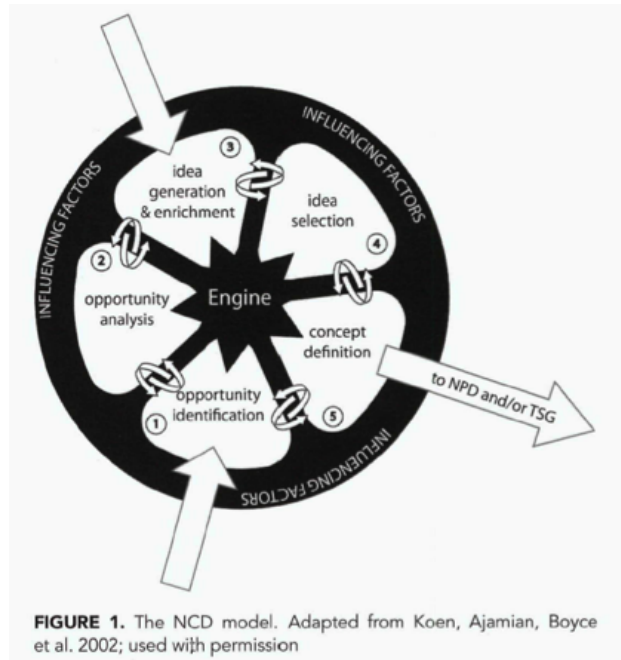 INFLUENCING FACTORS
INFLUENCING FACTORS
3
idea
generation
& enrichment
idea
selection
4
2
opportunity
analysis
Engine
concept
definition
to NPD and/or TSG
opportunity
identification
1
5
INFLUENCING FACTORS
FIGURE 1. The NCD model. Adapted from Koen, Ajamian, Boyce
et al. 2002; used with permission